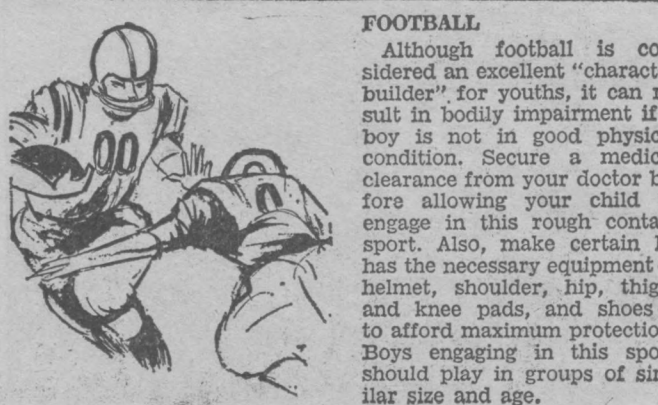 00
0
FOOTBALL
Although football is co
sidered an excellent "charact
builder" for youths, it can r
sult in bodily impairment if
boy is not in good physic
condition. Secure a medic
clearance from your doctor b
fore allowing your child
engage in this rough conta
sport. Also, make certain
has the necessary equipment
helmet, shoulder, hip, thig
and knee pads, and shoes
to afford maximum protectio
Boys engaging in this spo
should play in groups of sim
ilar size and age.